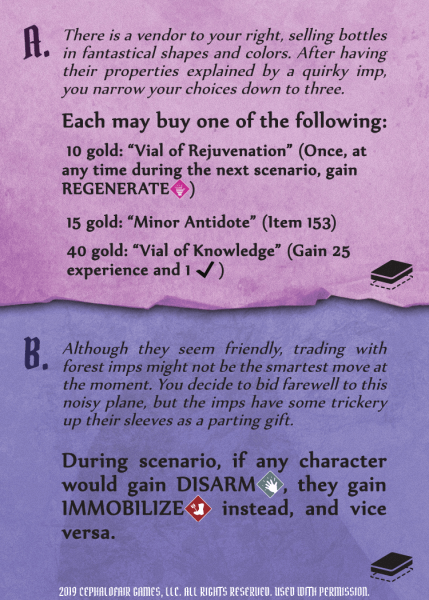 A. There is a vendor to your right, selling bottles
in fantastical shapes and colors. After having
their properties explained by a quirky imp,
you narrow your choices down to three.
Each may buy one of the following:
10 gold: “Vial of Rejuvenation” (Once, at
any time during the next scenario, gain
REGENERATE)
15 gold: “Minor Antidote” (Item 153)
40 gold: “Vial of Knowledge” (Gain 25
experience and 1 ✓)
B. Although they seem friendly, trading with
forest imps might not be the smartest move at
the moment. You decide to bid farewell to this
noisy plane, but the imps have some trickery
up their sleeves as a parting gift.
During scenario, if any character
would gain DISARM, they gain
IMMOBILIZE instead, and vice
versa.
2019 CEPHALOFAIR GAMES, LLC. ALL RIGHTS RESERVED. USED WITH PERMISSION.